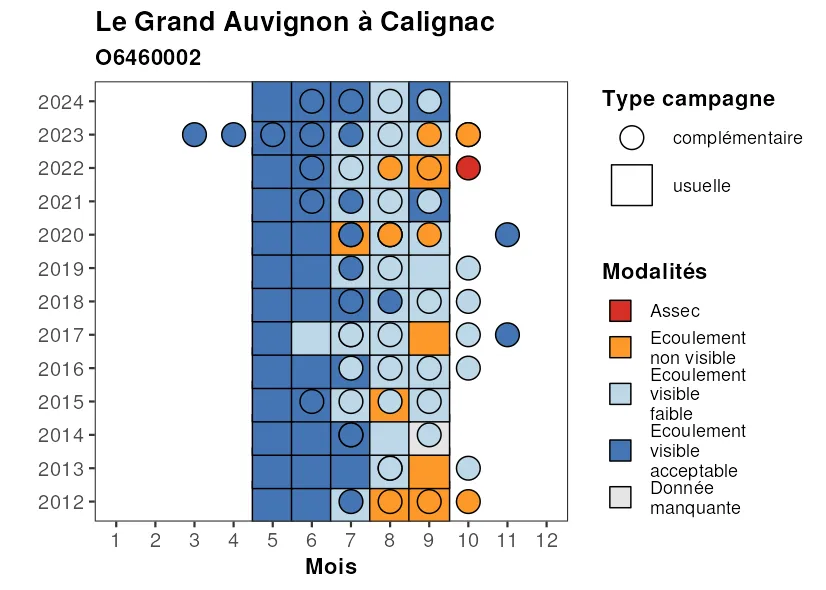 Le Grand Auvignon à Calignac
O6460002
2024
2023
2022
2021
2020
2019
2018
2017
2016
2015
2014
2013
2012
1 2 3 4 5 6 7 8 9 10 11 12
Mois
Type campagne
complémentaire
usuelle
Modalités
Assec
Ecoulement
non visible
Ecoulement
visible
faible
Ecoulement
visible
acceptable
Donnée
manquante